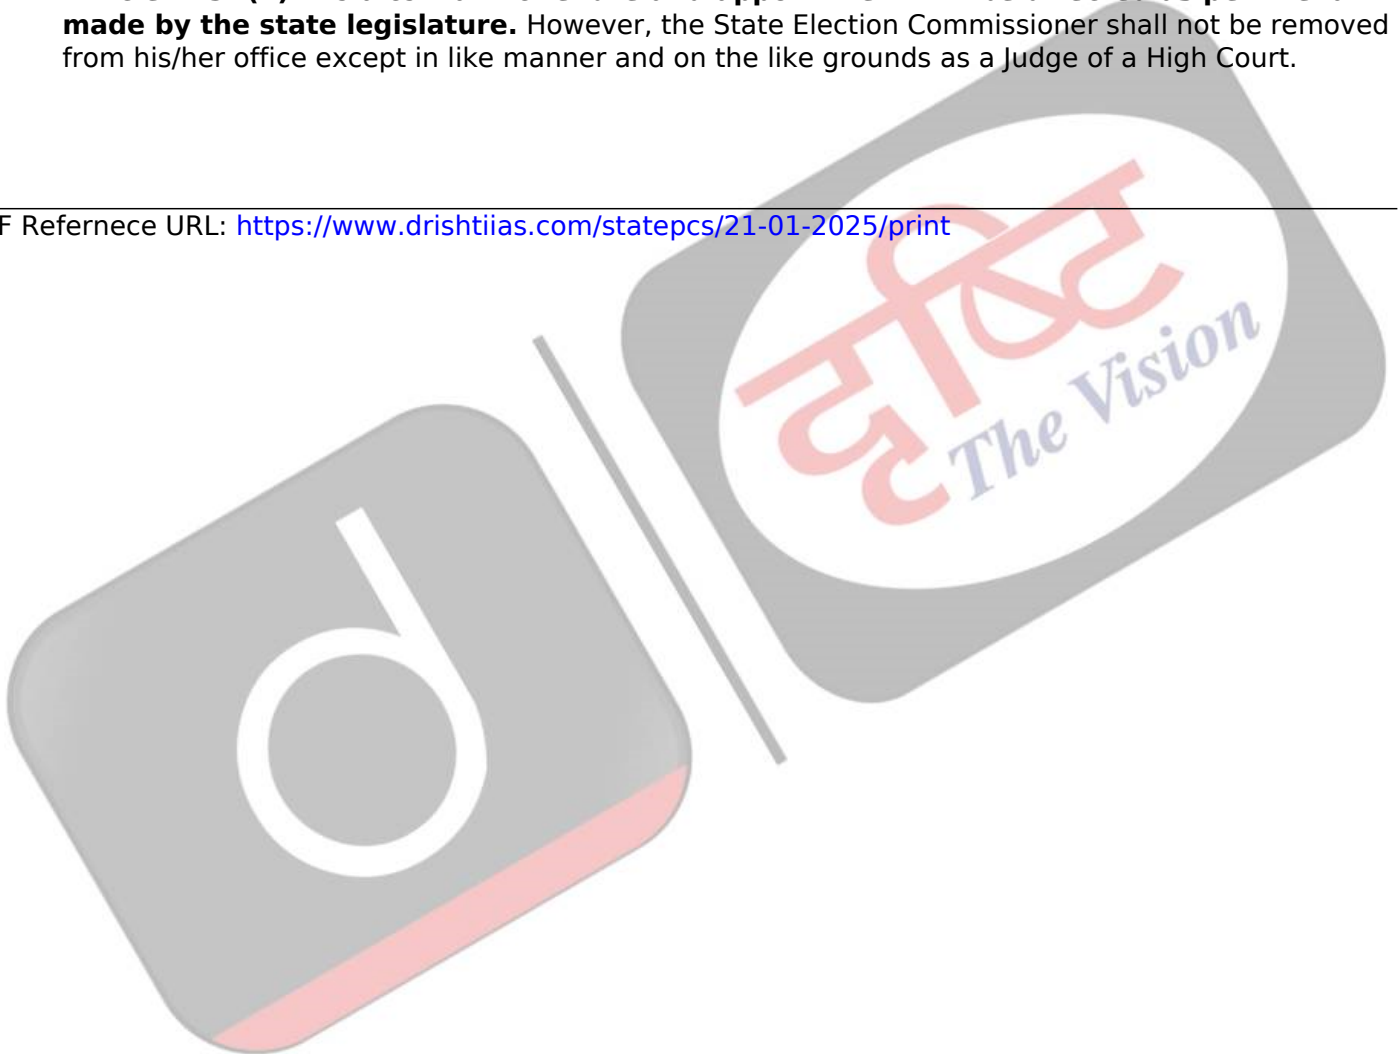 made by the state legislature. However, the State Election Commissioner shall not be removed
from his/her office except in like manner and on the like grounds as a Judge of a High Court.
F Refernece URL: https://www.drishtiias.com/statepcs/21-01-2025/print
दृष्टि
The Vision
d